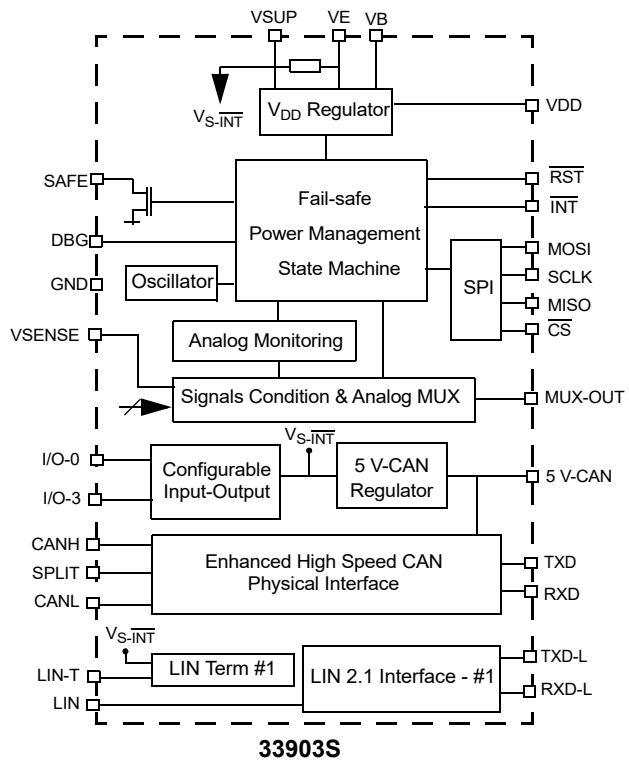 VSUP VE VB
VS-INT
VDD Regulator
VDD
SAFE
RST
INT
Fail-safe
Power Management
State Machine
DBG
GND
Oscillator
SPI
MOSI
SCLK
MISO
CS
VSENSE
Analog Monitoring
Signals Condition & Analog MUX
MUX-OUT
VS-INT
I/O-0
I/O-3
Configurable
Input-Output
5 V-CAN
Regulator
5 V-CAN
CANH
SPLIT
CANL
Enhanced High Speed CAN
Physical Interface
TXD
RXD
VS-INT
LIN-T
LIN
LIN Term #1
LIN 2.1 Interface - #1
TXD-L
RXD-L
33903S